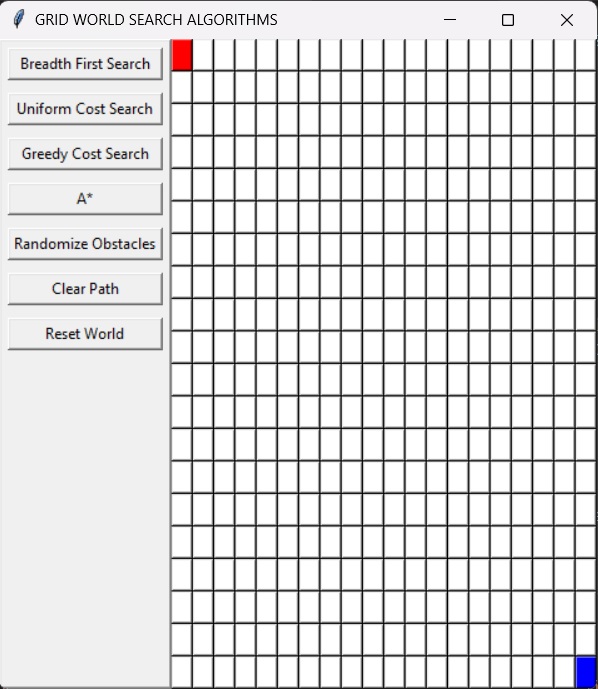 GRID WORLD SEARCH ALGORITHMS
Breadth First Search
Uniform Cost Search
Greedy Cost Search
A*
Randomize Obstacles
Clear Path
Reset World